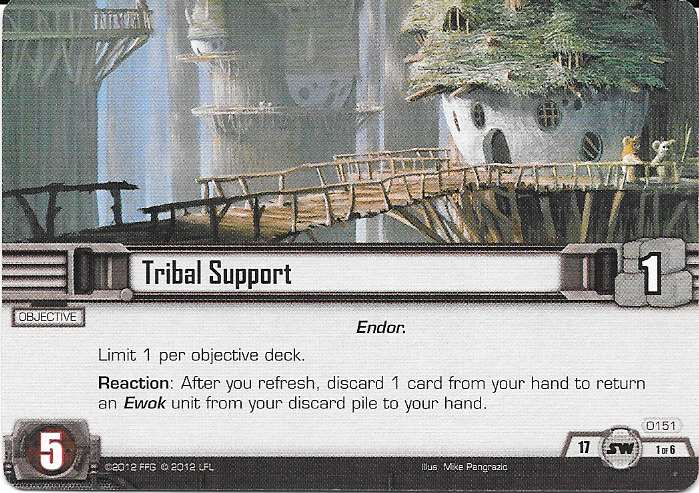 Tribal Support
1
OBJECTIVE
Endor.
Limit 1 per objective deck.
Reaction: After you refresh, discard 1 card from your hand to return
an Ewok unit from your discard pile to your hand.
0151
5
©2012 FFG © 2012 LFL
Illus. Mike Pangrazio
17
SW
1 OF 6